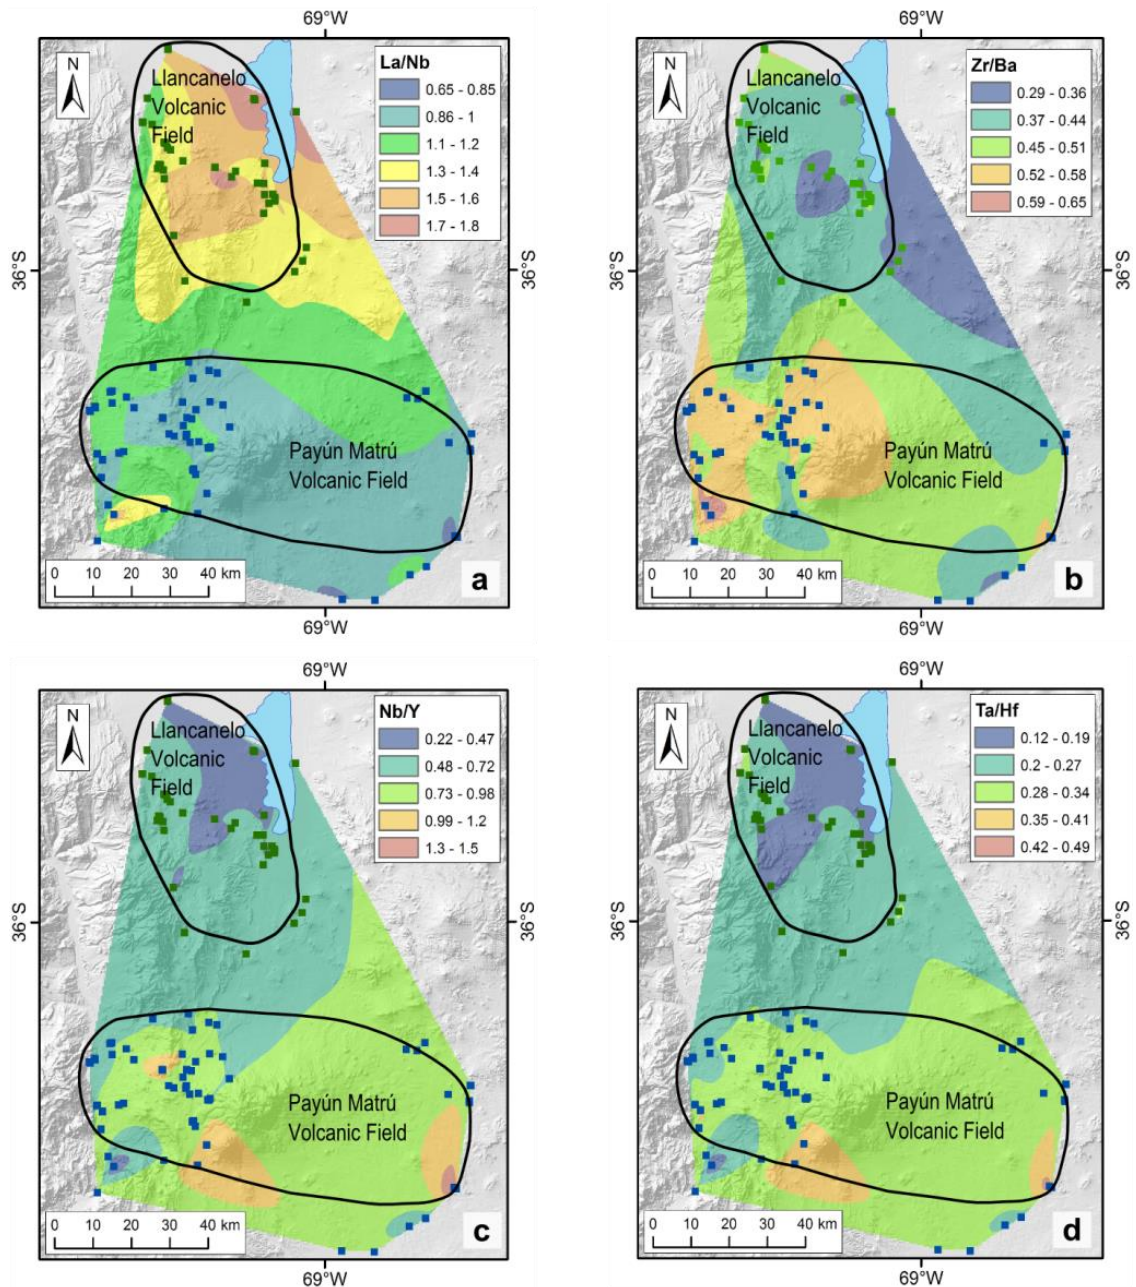 69°W
69°W
N
La/Nb
0.65 - 0.85
0.86 - 1
1.1 - 1.2
1.3 - 1.4
1.5 - 1.6
1.7 - 1.8
Llancanelo
Volcanic
Field
36°S
Payún Matrú
Volcanic Field
0 10 20 30 40 km
a
N
Zr/Ba
0.29 - 0.36
0.37 - 0.44
0.45 - 0.51
0.52 - 0.58
0.59 - 0.65
Llancanelo
Volcanic
Field
36°S
36°S
Payún Matrú
Volcanic Field
0 10 20 30 40 km
b
69°W
69°W
69°W
69°W
N
Nb/Y
0.22 - 0.47
0.48 - 0.72
0.73 - 0.98
0.99 - 1.2
1.3 - 1.5
Llancanelo
Volcanic
Field
36°S
Payún Matrú
Volcanic Field
0 10 20 30 40 km
c
N
Ta/Hf
0.12 - 0.19
0.2 - 0.27
0.28 - 0.34
0.35 - 0.41
0.42 - 0.49
Llancanelo
Volcanic
Field
36°S
36°S
Payún Matrú
Volcanic Field
0 10 20 30 40 km
d
69°W
69°W